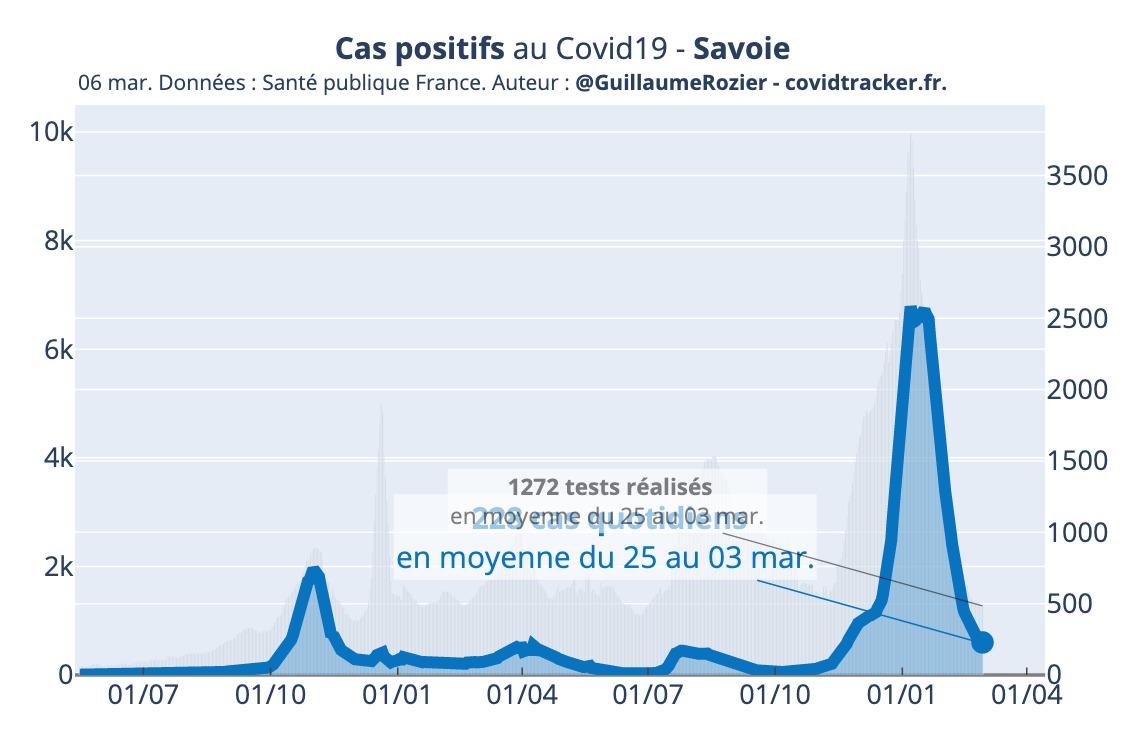 Cas positifs au Covid19 - Savoie
06 mar. Données : Santé publique France. Auteur : @GuillaumeRozier - covidtracker.fr.
10k
8k
6k
4k
2k
0
3500
3000
2500
2000
1500
1000
500
0
1272 tests réalisés
en moyenne du 25 au 03 mar.
cas quotidiens
en moyenne du 25 au 03 mar.
01/07
01/10
01/01
01/04
01/07
01/10
01/01
01/04